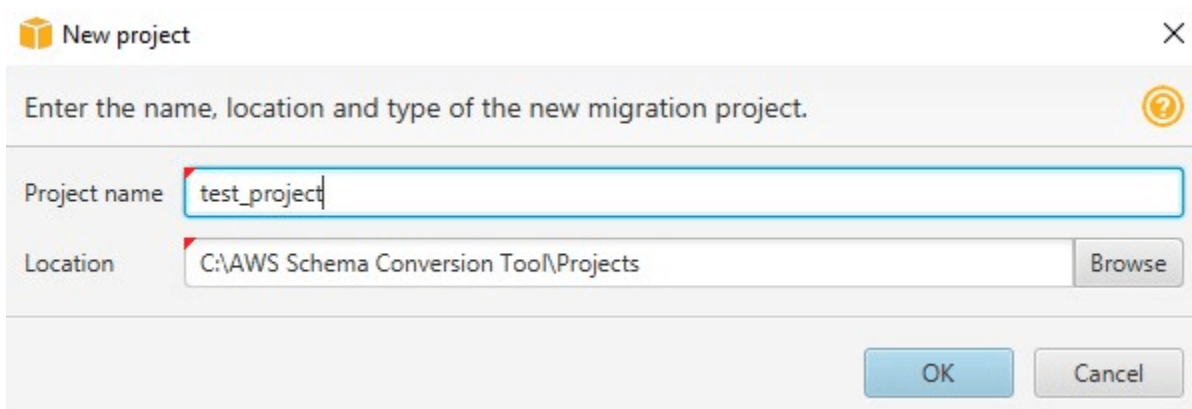 New project
Enter the name, location and type of the new migration project.
Project name test_project
Location C:\AWS Schema Conversion Tool\Projects Browse
OK Cancel